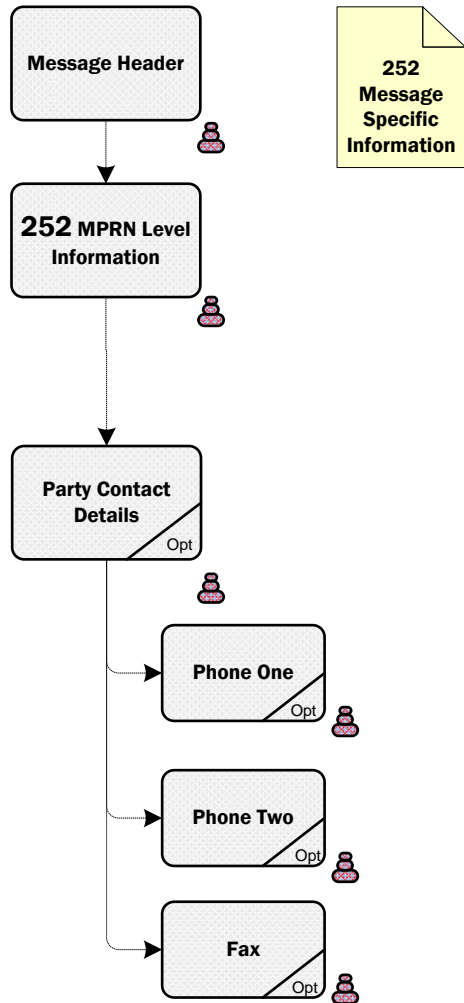 Message Header
252
Message
Specific
Information
252 MPRN Level
Information
Party Contact
Details
Opt
Phone One
Opt
Phone Two
Opt
Fax
Opt